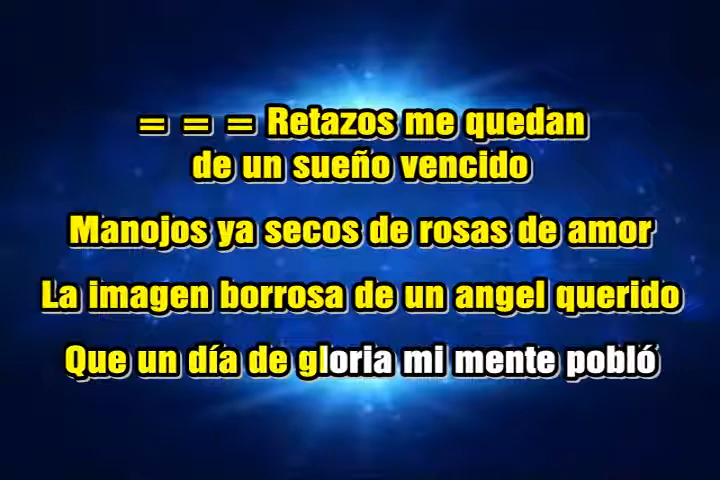 = = = Retazos me quedan
de un sueño vencido
Manojos ya secos de rosas de amor
La imagen borrosa de un angel querido
Que un día de gloria mi mente pobló